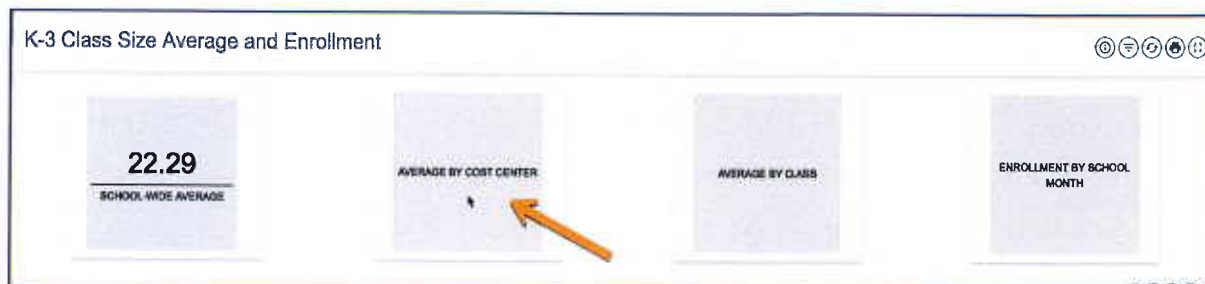 K-3 Class Size Average and Enrollment
22.29
SCHOOL-WIDE AVERAGE
AVERAGE BY COST CENTER
AVERAGE BY CLASS
ENROLLMENT BY SCHOOL
MONTH